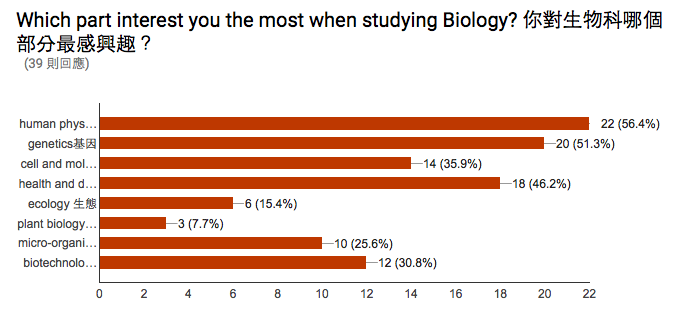 Which part interest you the most when studying Biology? 你對生物科哪個
部分最感興趣？
(39 則回應)
human phys… 22 (56.4%)
genetics基因 20 (51.3%)
cell and mol… 14 (35.9%)
health and d… 18 (46.2%)
ecology 生態 6 (15.4%)
plant biology… 3 (7.7%)
micro-organi… 10 (25.6%)
biotechnolo… 12 (30.8%)
0 2 4 6 8 10 12 14 16 18 20 22